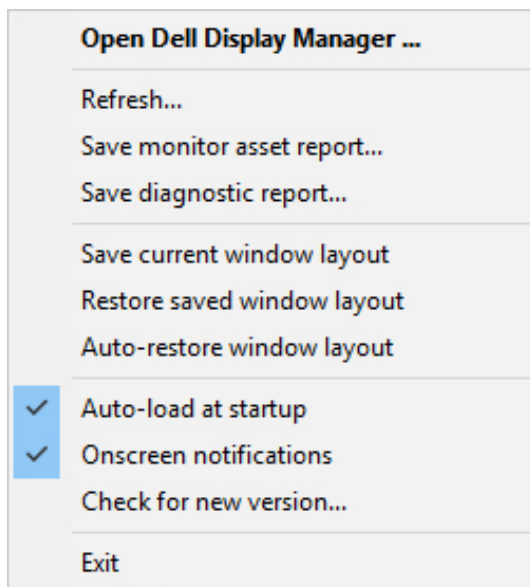 Open Dell Display Manager ...
Refresh...
Save monitor asset report...
Save diagnostic report...
Save current window layout
Restore saved window layout
Auto-restore window layout
Auto-load at startup
Onscreen notifications
Check for new version...
Exit